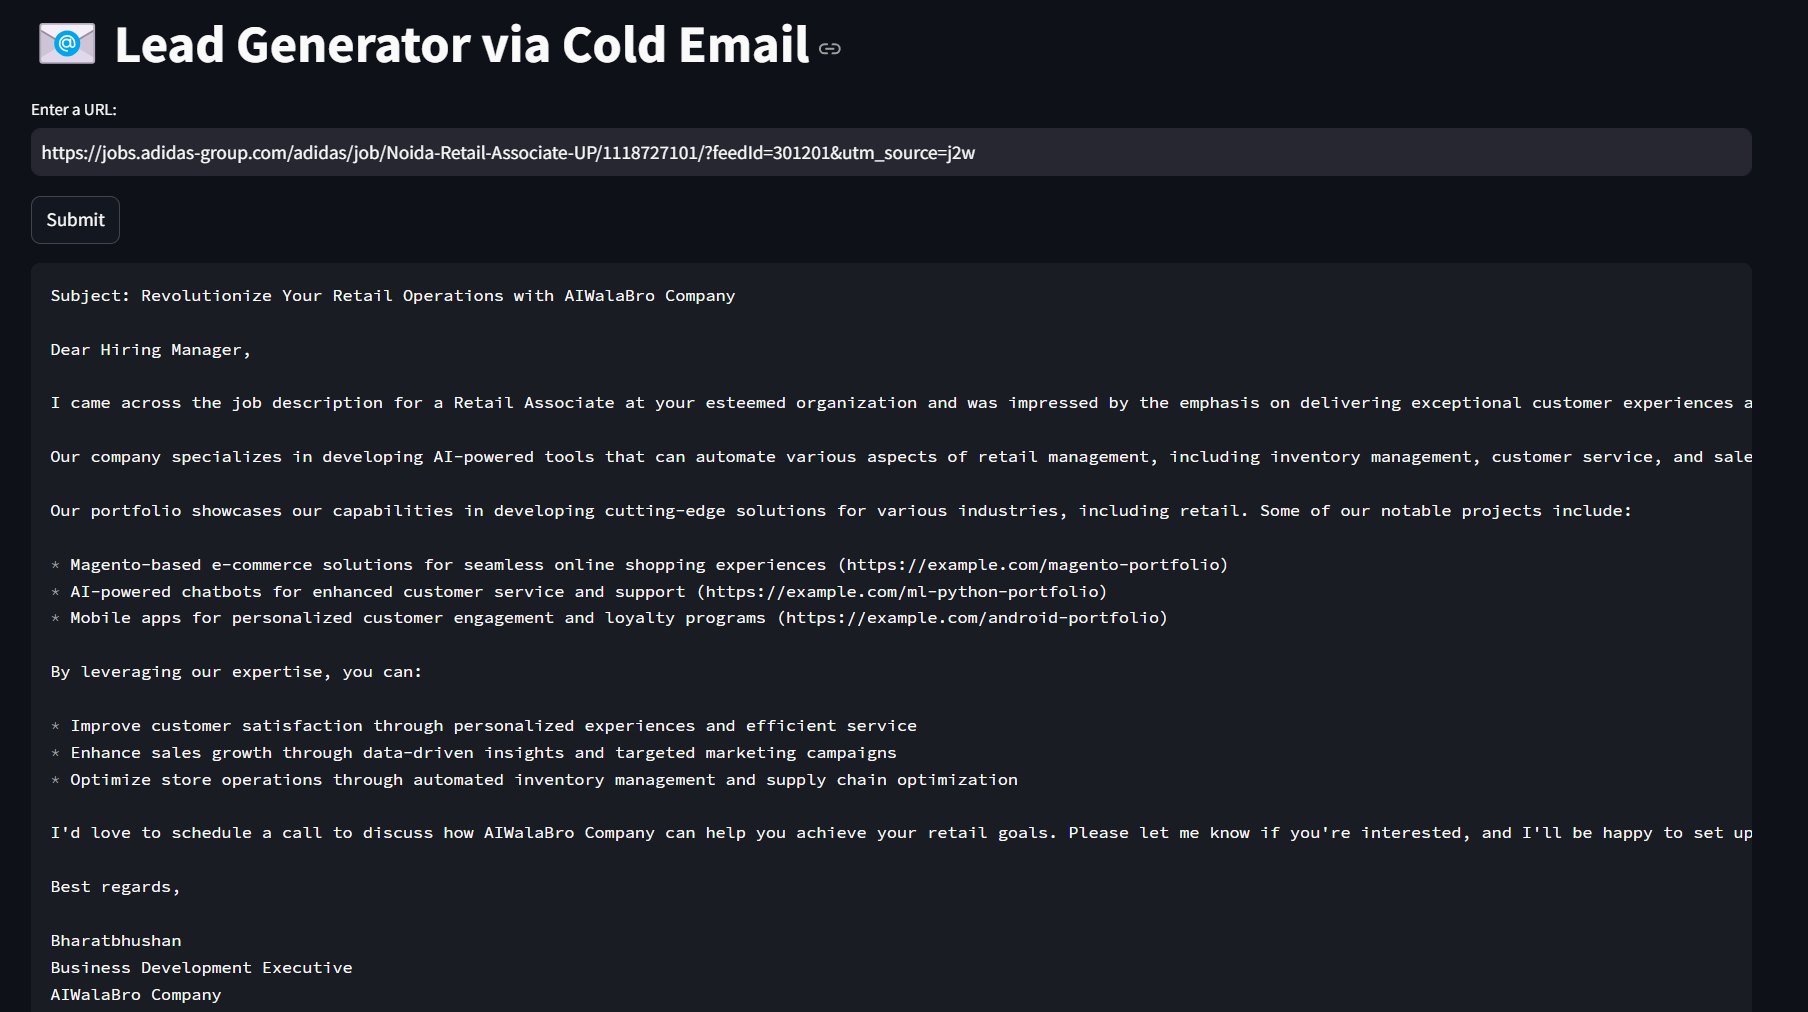 Lead Generator via Cold Email
Enter a URL:
https://jobs.adidas-group.com/adidas/job/Noida-Retail-Associate-UP/1118727101/?feedId=301201&utm_source=j2w
Submit
Subject: Revolutionize Your Retail Operations with AIWalaBro Company
Dear Hiring Manager,
I came across the job description for a Retail Associate at your esteemed organization and was impressed by the emphasis on delivering exceptional customer experiences a
Our company specializes in developing AI-powered tools that can automate various aspects of retail management, including inventory management, customer service, and sale
Our portfolio showcases our capabilities in developing cutting-edge solutions for various industries, including retail. Some of our notable projects include:
* Magento-based e-commerce solutions for seamless online shopping experiences (https://example.com/magento-portfolio)
* AI-powered chatbots for enhanced customer service and support (https://example.com/ml-python-portfolio)
* Mobile apps for personalized customer engagement and loyalty programs (https://example.com/android-portfolio)
By leveraging our expertise, you can:
* Improve customer satisfaction through personalized experiences and efficient service
* Enhance sales growth through data-driven insights and targeted marketing campaigns
* Optimize store operations through automated inventory management and supply chain optimization
I'd love to schedule a call to discuss how AIWalaBro Company can help you achieve your retail goals. Please let me know if you're interested, and I'll be happy to set up
Best regards,
Bharatbhushan
Business Development Executive
AIWalaBro Company